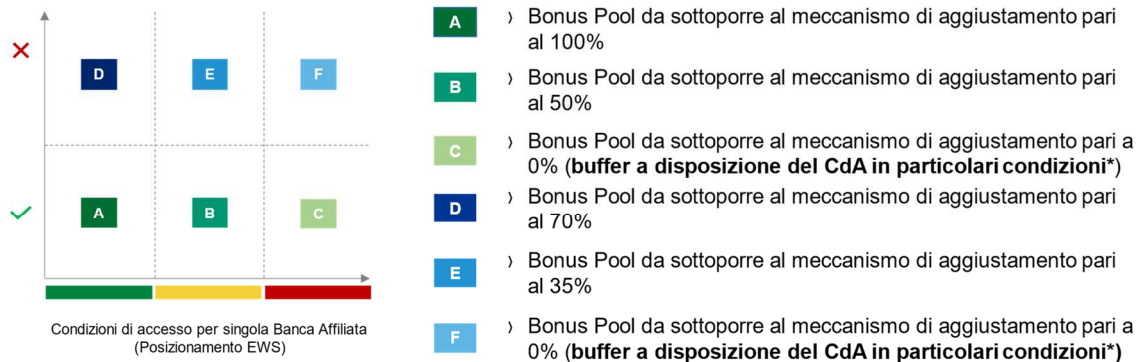 D
E
F
A
B
C
Condizioni di accesso per singola Banca Affiliata
(Posizionamento EWS)
A
› Bonus Pool da sottoporre al meccanismo di aggiustamento pari
al 100%
B
› Bonus Pool da sottoporre al meccanismo di aggiustamento pari
al 50%
C
› Bonus Pool da sottoporre al meccanismo di aggiustamento pari a
0% (buffer a disposizione del CdA in particolari condizioni*)
D
› Bonus Pool da sottoporre al meccanismo di aggiustamento pari
al 70%
E
› Bonus Pool da sottoporre al meccanismo di aggiustamento pari
al 35%
F
› Bonus Pool da sottoporre al meccanismo di aggiustamento pari a
0% (buffer a disposizione del CdA in particolari condizioni*)